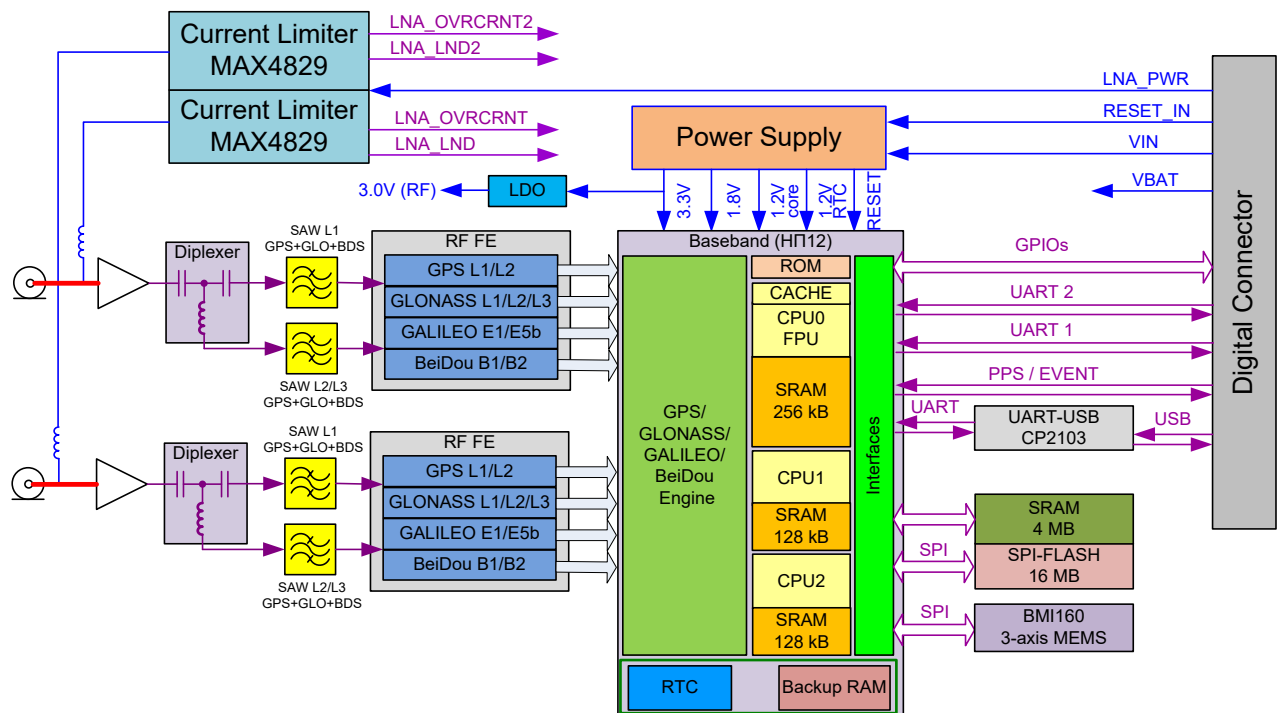 Current Limiter
MAX4829
LNA_OVRCRNT2
LNA_LND2
Current Limiter
MAX4829
LNA_OVRCRNT
LNA_LND
LNA_PWR
RESET_IN
VIN
VBAT
Digital Connector
Power Supply
3.0V (RF)
LDO
3.3V
1.8V
1.2V
core
1.2V
RTC
RESET
Diplexer
SAW L1
GPS+GLO+BDS
SAW L2/L3
GPS+GLO+BDS
RF FE
GPS L1/L2
GLONASS L1/L2/L3
GALILEO E1/E5b
BeiDou B1/B2
Diplexer
SAW L1
GPS+GLO+BDS
SAW L2/L3
GPS+GLO+BDS
RF FE
GPS L1/L2
GLONASS L1/L2/L3
GALILEO E1/E5b
BeiDou B1/B2
Baseband (НП12)
GPS/
GLONASS/
GALILEO/
BeiDou
Engine
ROM
CACHE
CPU0
FPU
SRAM
256 kB
CPU1
SRAM
128 kB
CPU2
SRAM
128 kB
Interfaces
RTC
Backup RAM
GPIOs
UART 2
UART 1
PPS / EVENT
UART
UART-USB
CP2103
USB
SRAM
4 MB
SPI
SPI-FLASH
16 MB
SPI
BMI160
3-axis MEMS